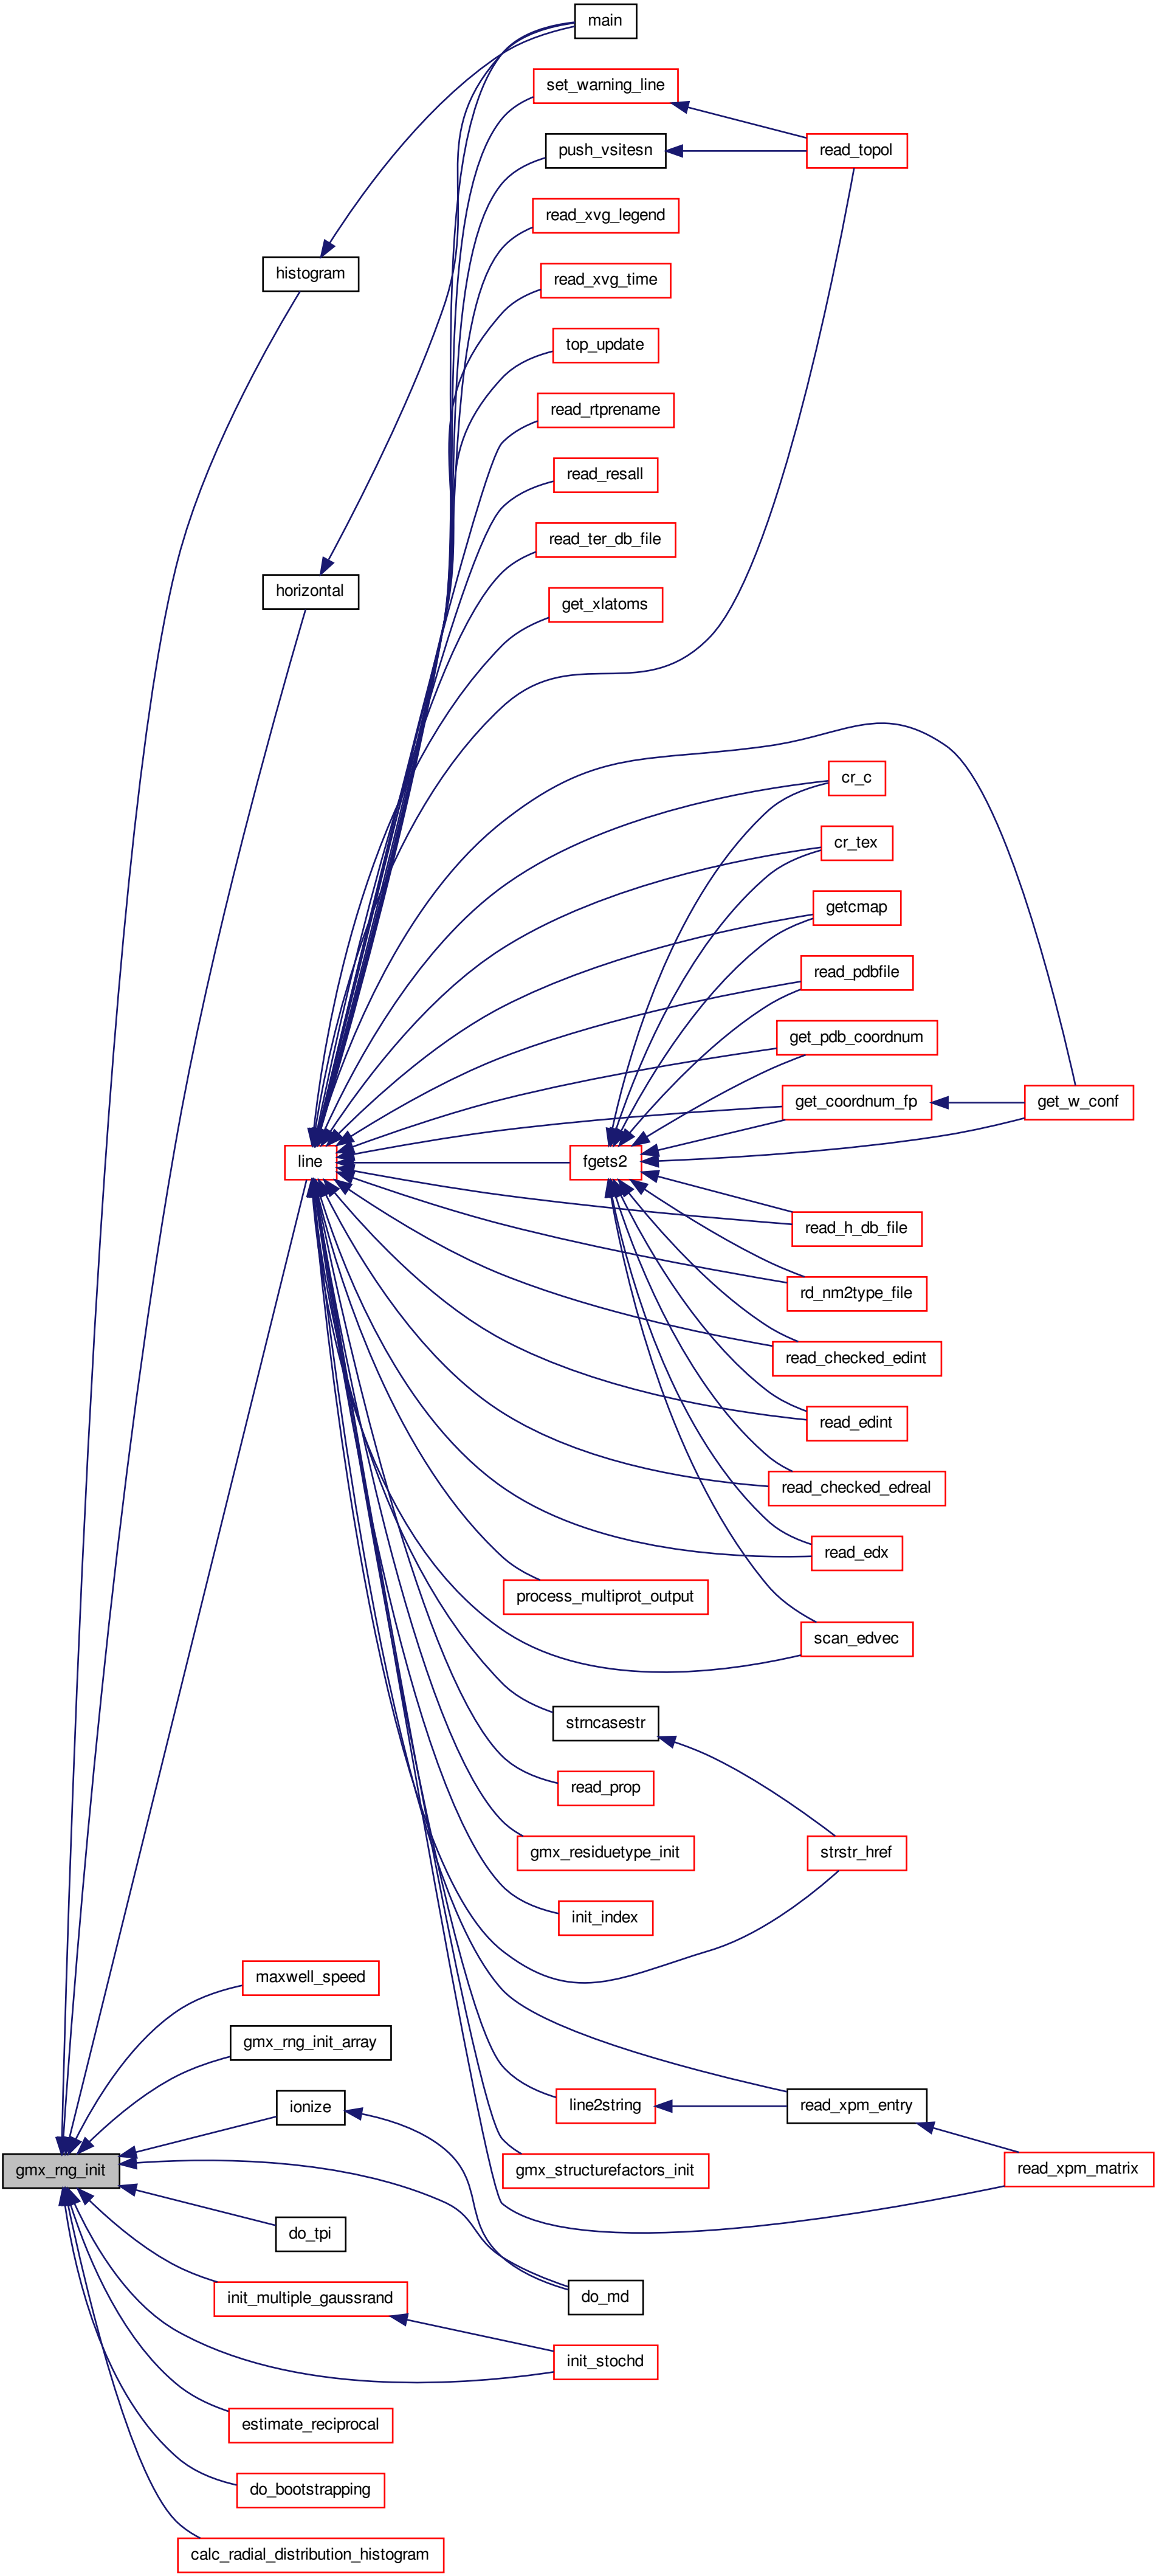 main
set_warning_line
push_vsitesn
read_topol
read_xvg_legend
histogram
read_xvg_time
top_update
read_rtprename
read_resall
read_ter_db_file
horizontal
get_xlatoms
cr_c
cr_tex
getcmap
read_pdbfile
get_pdb_coordnum
get_coordnum_fp
get_w_conf
line
fgets2
read_h_db_file
rd_nm2type_file
read_checked_edint
read_edint
read_checked_edreal
read_edx
process_multiprot_output
scan_edvec
strncasestr
read_prop
gmx_residuetype_init
strstr_href
init_index
maxwell_speed
gmx_rng_init_array
ionize
line2string
read_xpm_entry
gmx_rng_init
gmx_structurefactors_init
read_xpm_matrix
do_tpi
init_multiple_gaussrand
do_md
init_stochd
estimate_reciprocal
do_bootstrapping
calc_radial_distribution_histogram